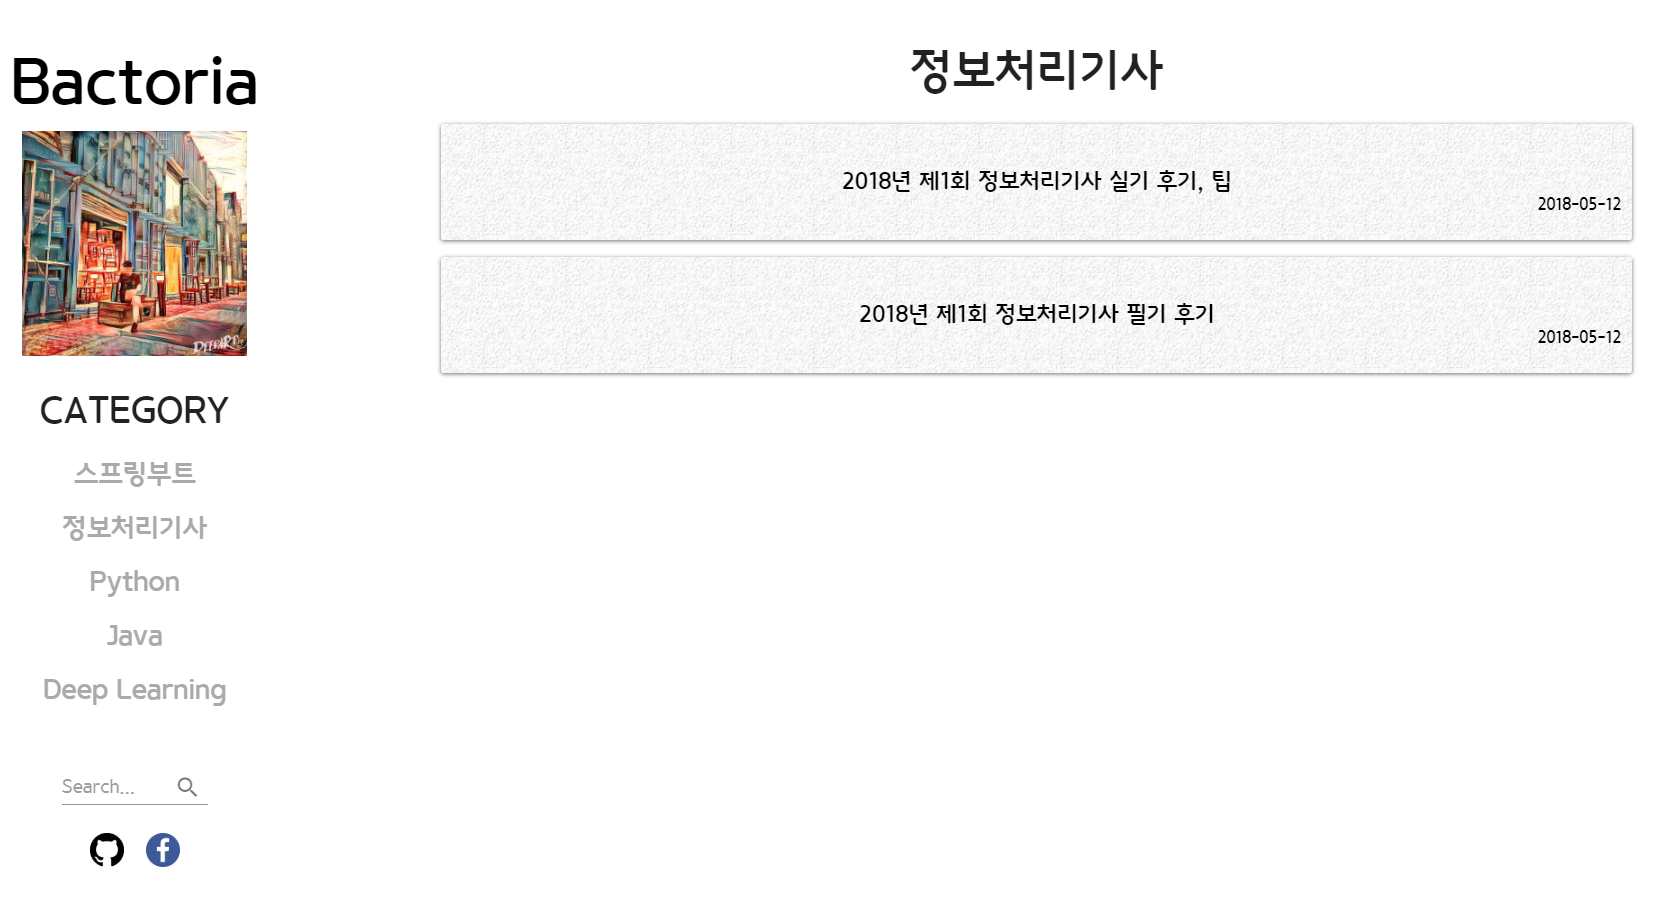 Bactoria
DEEPART
CATEGORY
스프링부트
정보처리기사
Python
Java
Deep Learning
Search...
정보처리기사
2018년 제1회 정보처리기사 실기 후기, 팁
2018-05-12
2018년 제1회 정보처리기사 필기 후기
2018-05-12